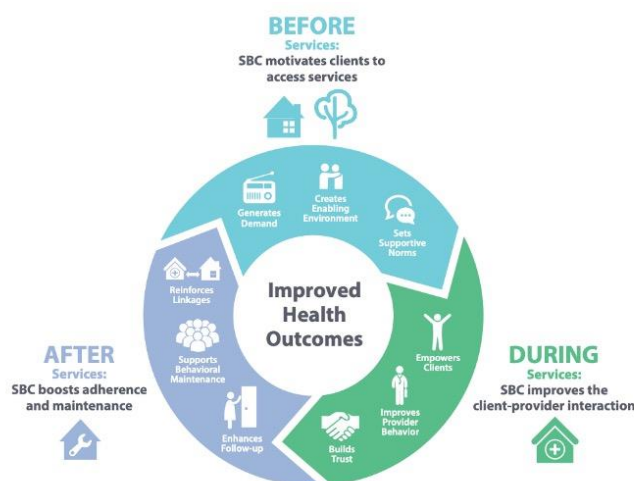 BEFORE
Services:
SBC motivates clients to
access services
Generates
Demand
Creates
Enabling
Environment
Sets
Supportive
Norms
Improved
Health
Outcomes
Empowers
Clients
Improves
Provider
Behavior
Builds
Trust
DURING
Services:
SBC improves the
client-provider interaction
Enhances
Follow-up
Supports
Behavioral
Maintenance
Reinforces
Linkages
AFTER
Services:
SBC boosts adherence
and maintenance